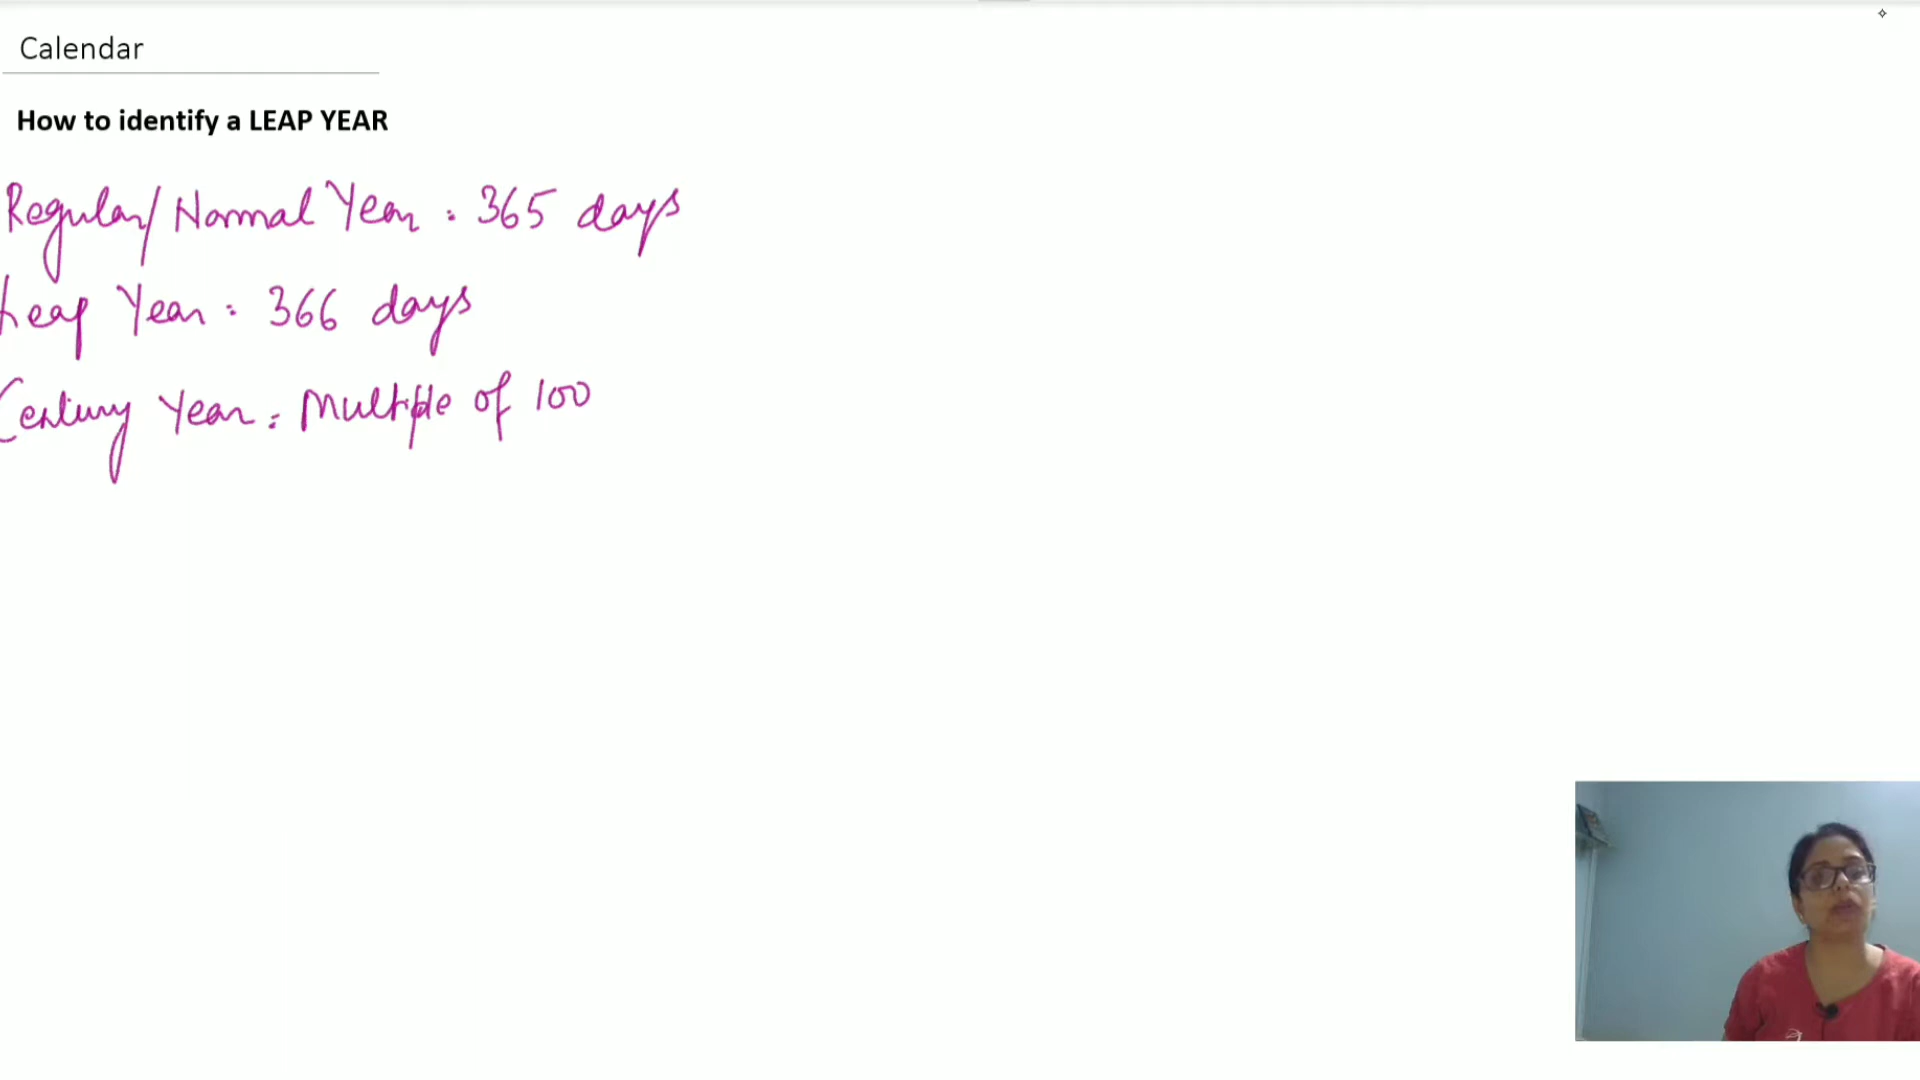 Calendar
How to identify a LEAP YEAR
Regular/Normal Year : 365 days
Leap Year : 366 days
Century Year : Multiple of 100